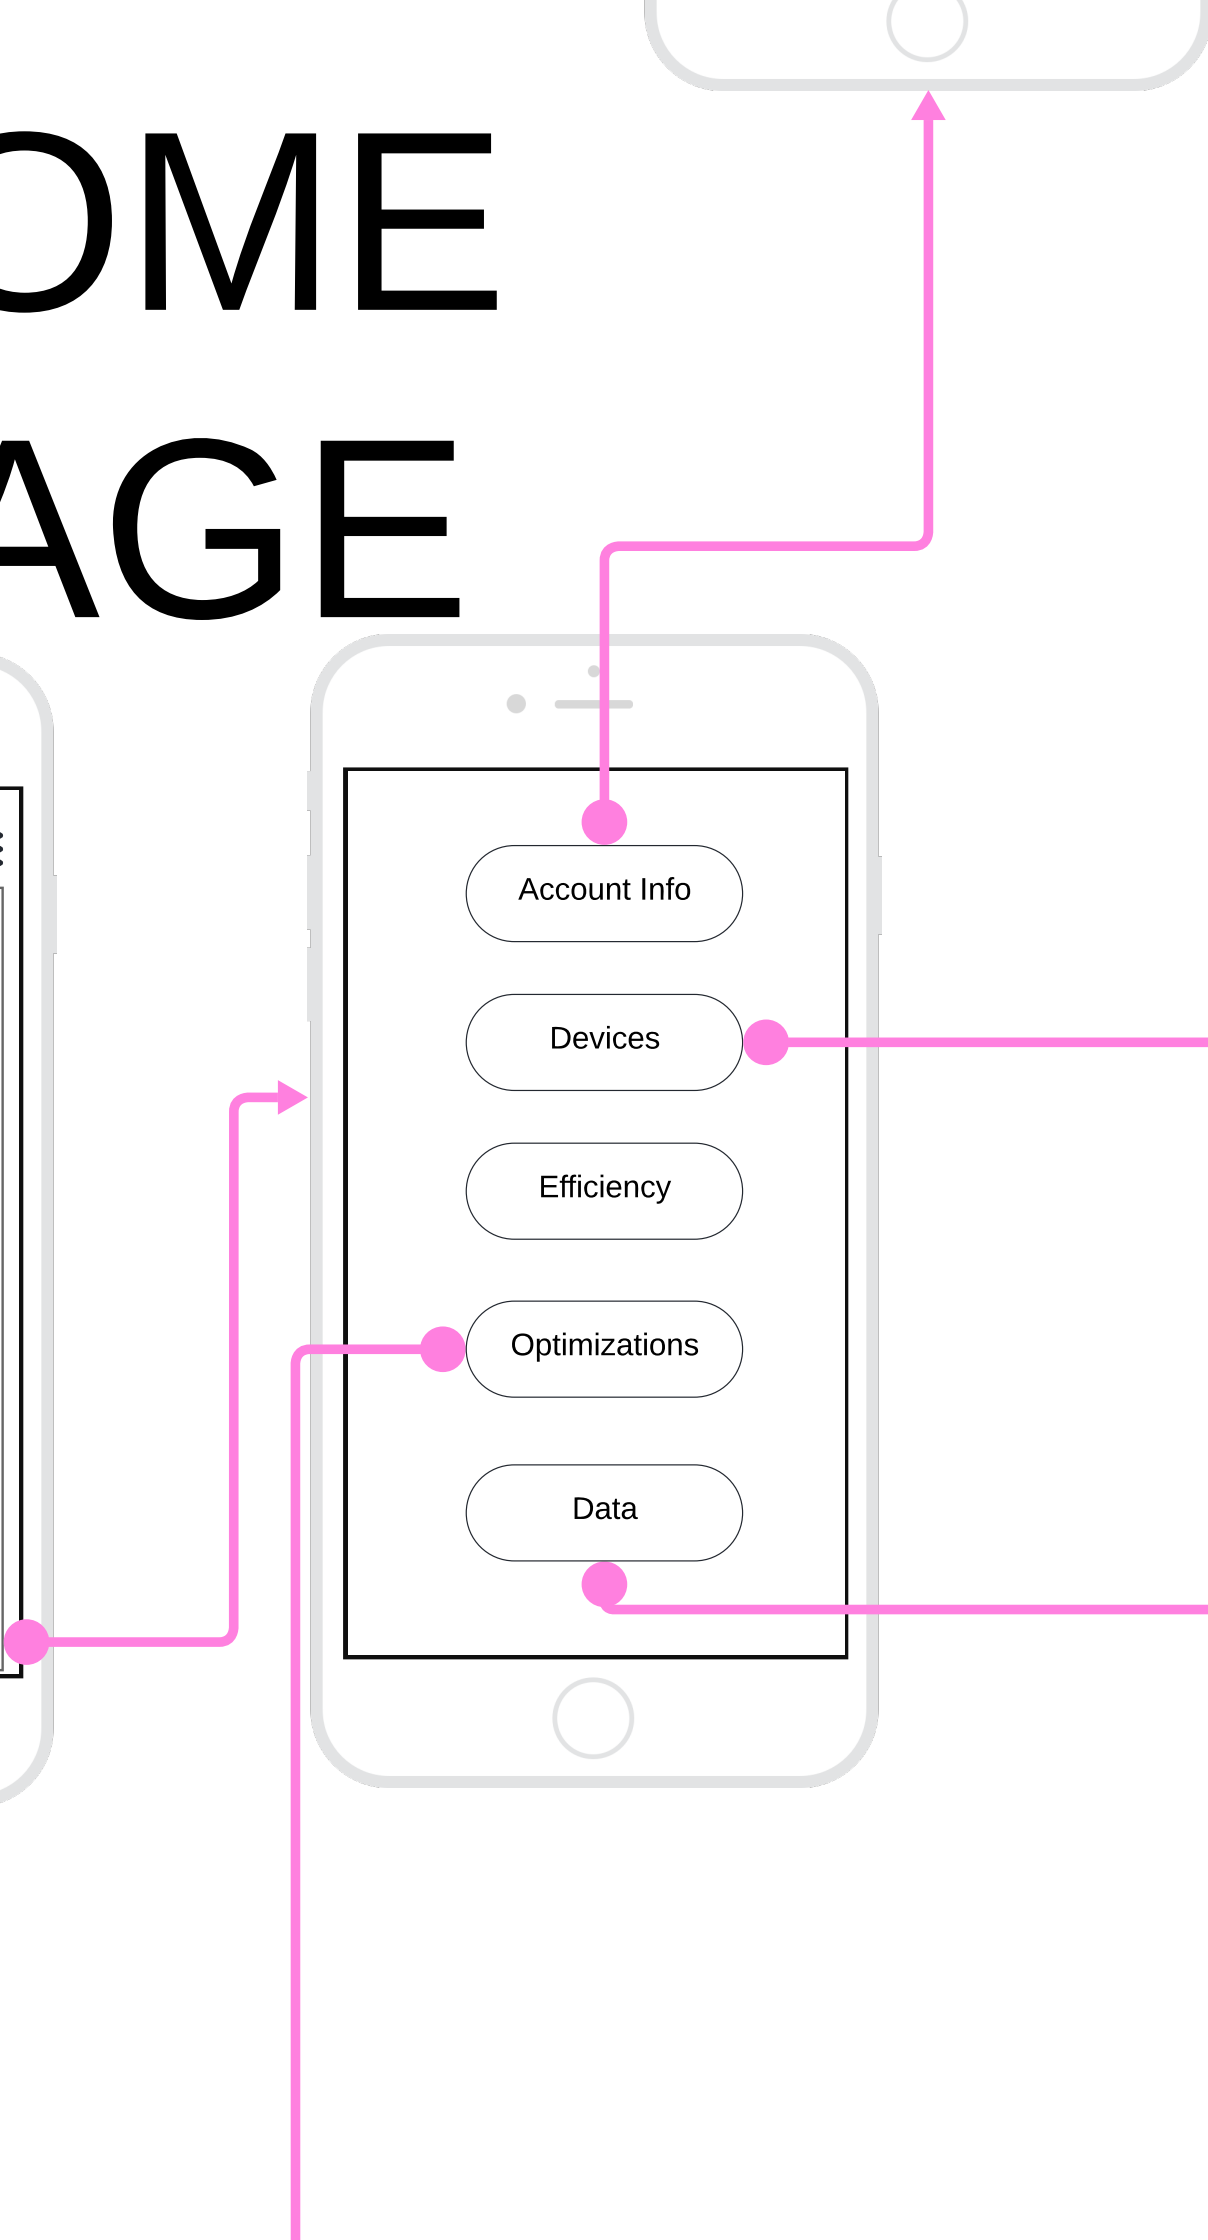 OME
AGE
Account Info
Devices
Efficiency
Optimizations
Data